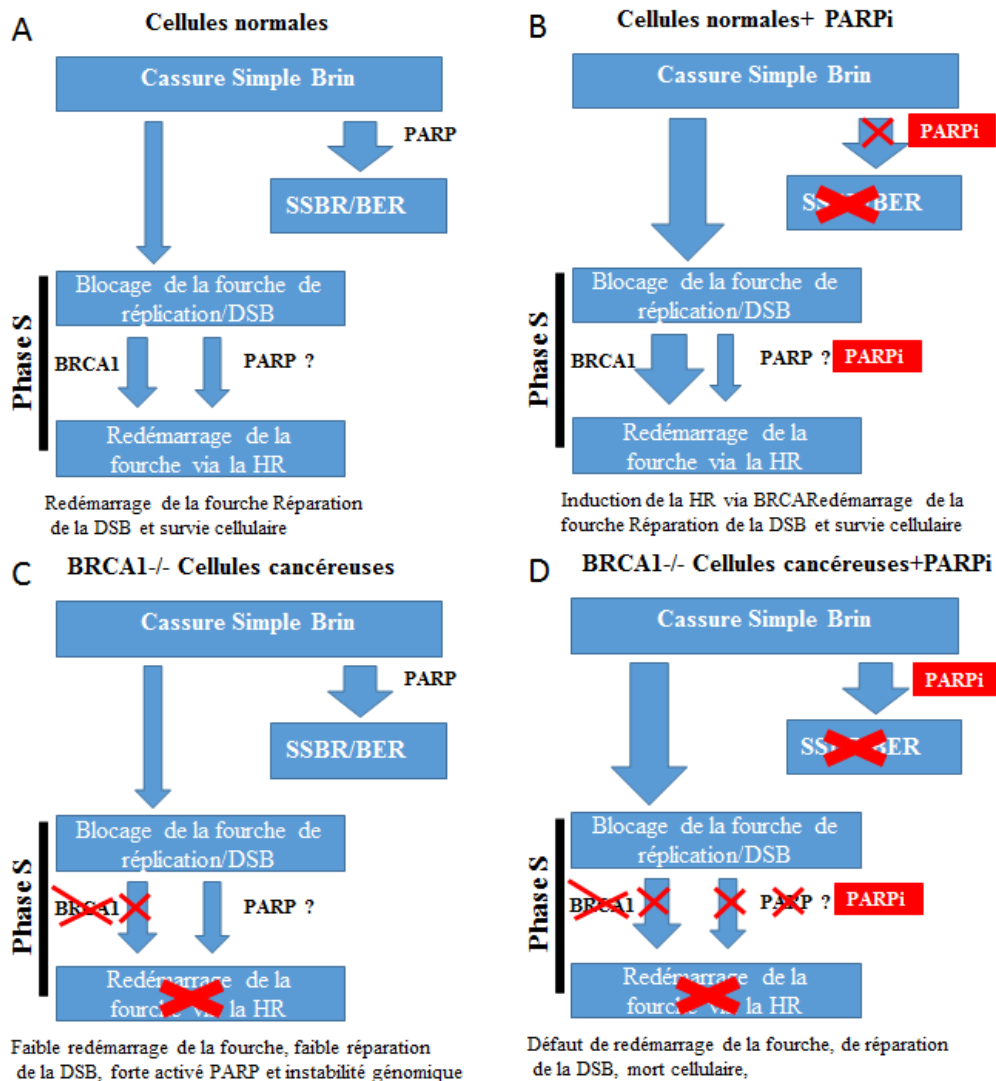 A
Cellules normales
Cassure Simple Brin
PARP
SSBR/BER
Phase S
Blocage de la fourche de
réplication/DSB
BRCA1
PARP ?
Redémarrage de la
fourche via la HR
Redémarrage de la fourche Réparation
de la DSB et survie cellulaire
B
Cellules normales+ PARPi
Cassure Simple Brin
PARPi
SSBR/BER
Phase S
Blocage de la fourche de
réplication/DSB
BRCA1
PARP ?
PARPi
Redémarrage de la
fourche via la HR
Induction de la HR via BRCARedémarrage de la
fourche Réparation de la DSB et survie cellulaire
C
BRCA1-/- Cellules cancéreuses
Cassure Simple Brin
PARP
SSBR/BER
Phase S
Blocage de la fourche de
réplication/DSB
BRCA1
PARP ?
Redémarrage de la
fourche via la HR
Faible redémarrage de la fourche, faible réparation
de la DSB, forte activé PARP et instabilité génomique
D
BRCA1-/- Cellules cancéreuses+PARPi
Cassure Simple Brin
PARPi
SSBR/BER
Phase S
Blocage de la fourche de
réplication/DSB
BRCA1
PARP ?
PARPi
Redémarrage de la
fourche via la HR
Défaut de redémarrage de la fourche, de réparation
de la DSB, mort cellulaire,